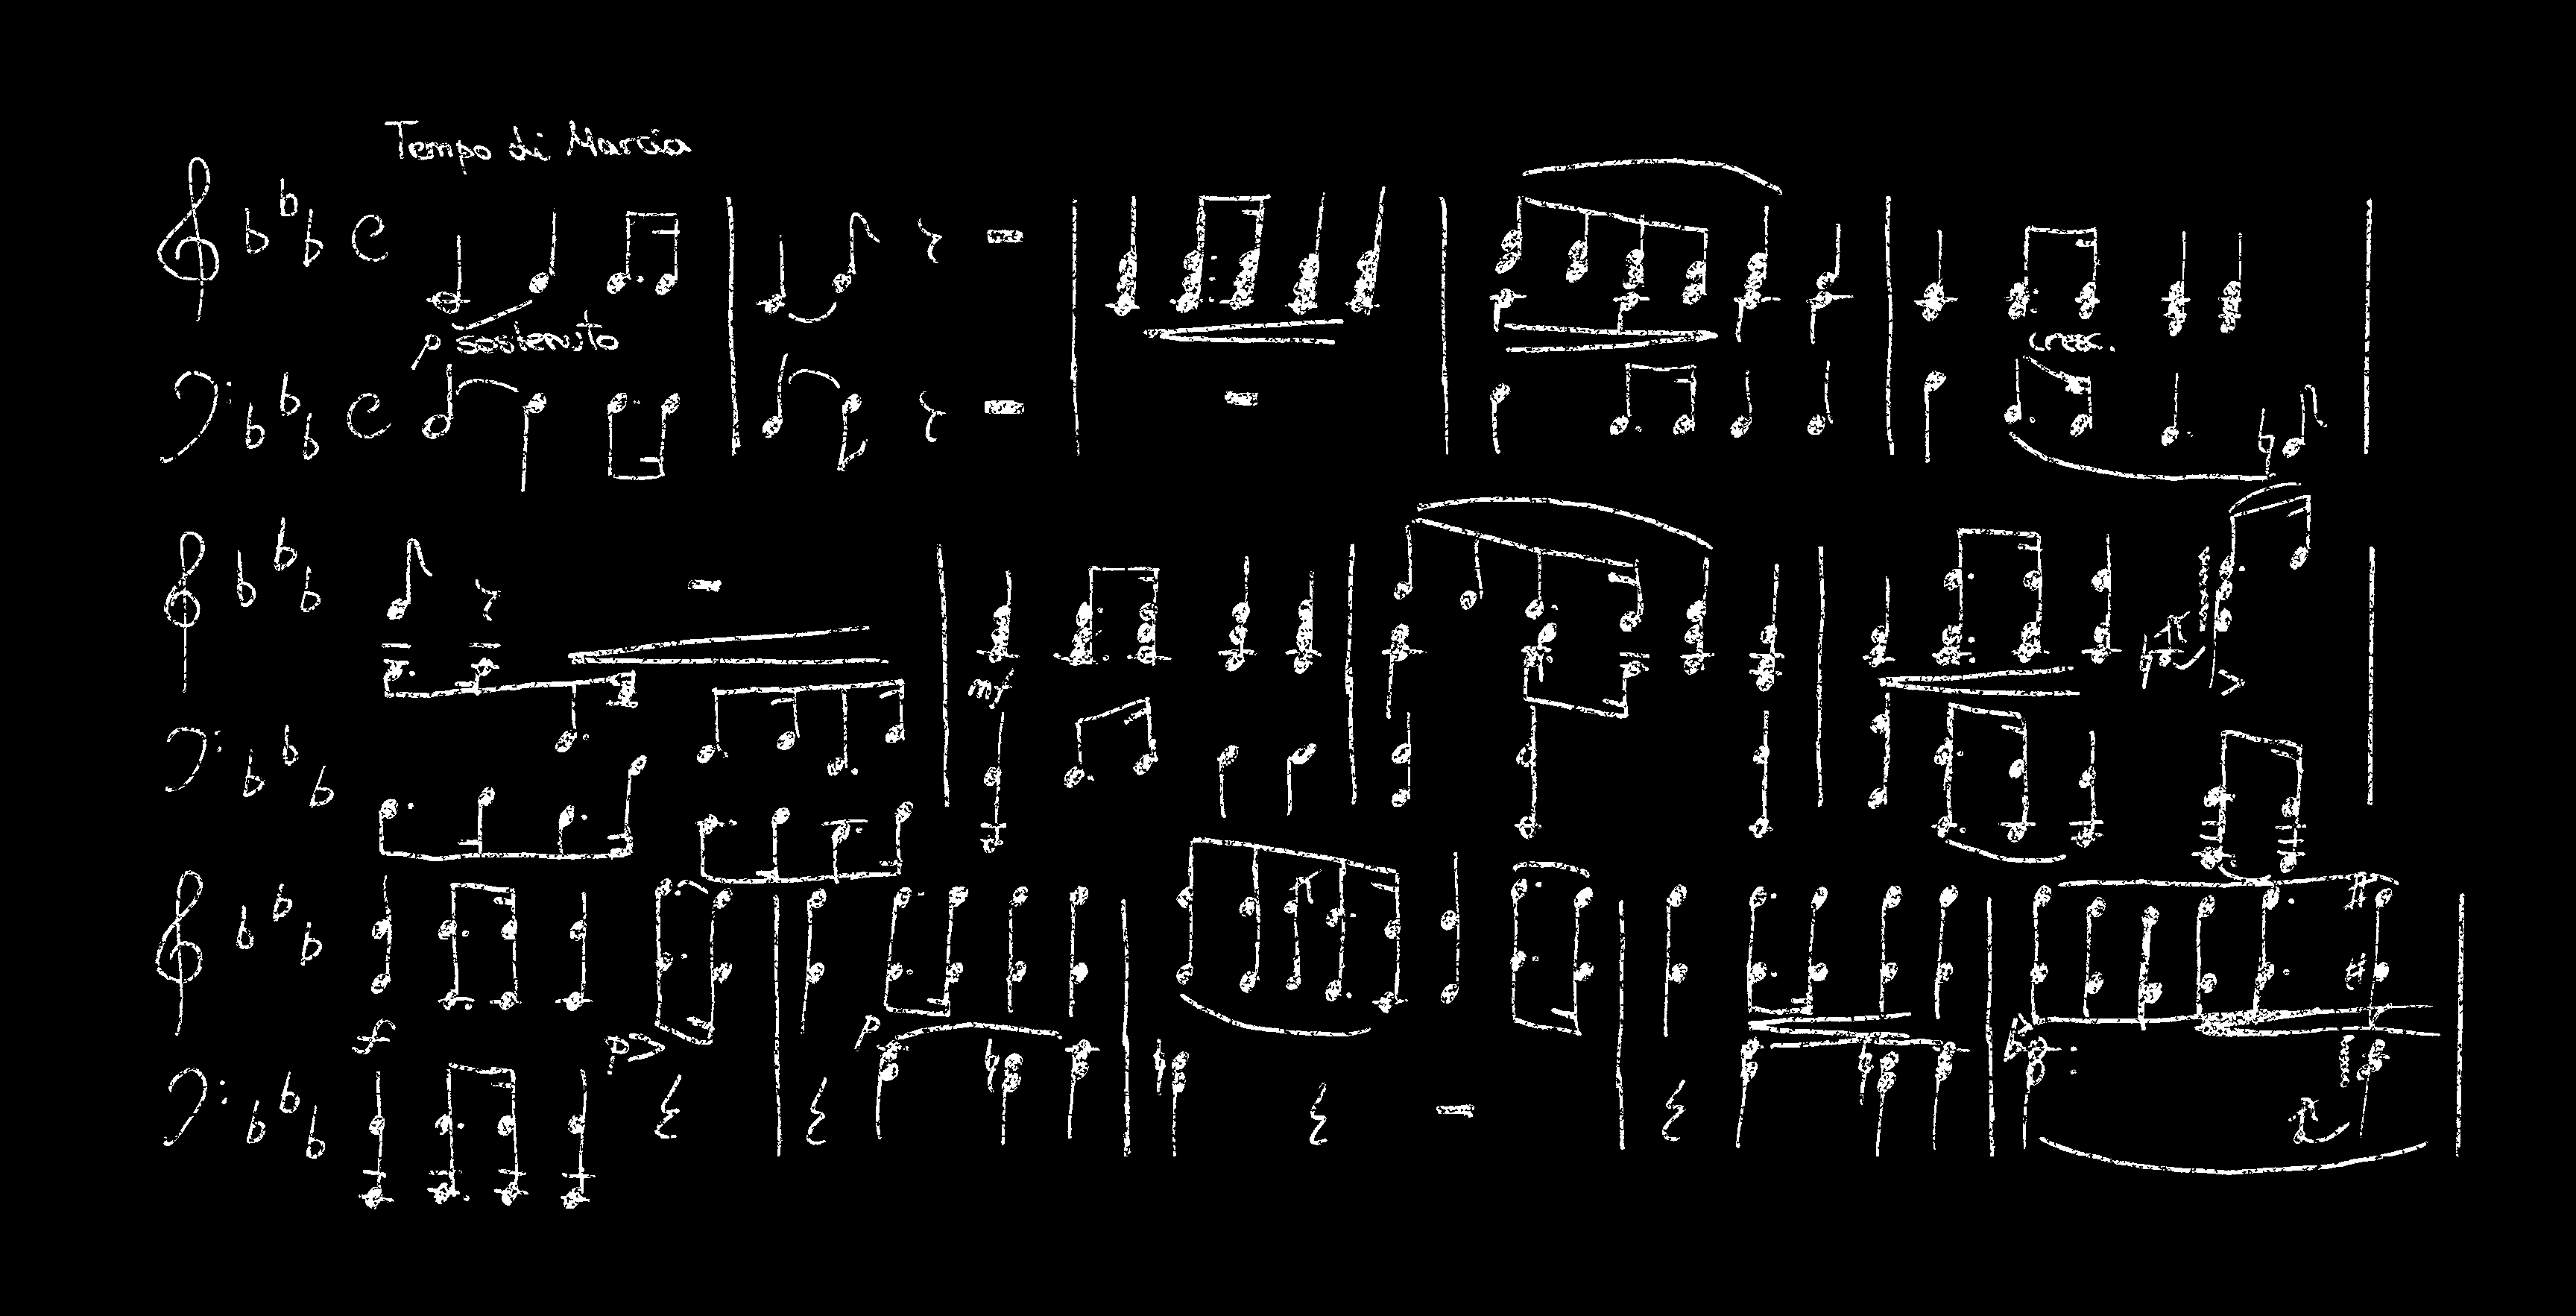 Tempo di Marcia
p sostenuto
cresc.
mf
f
p
p